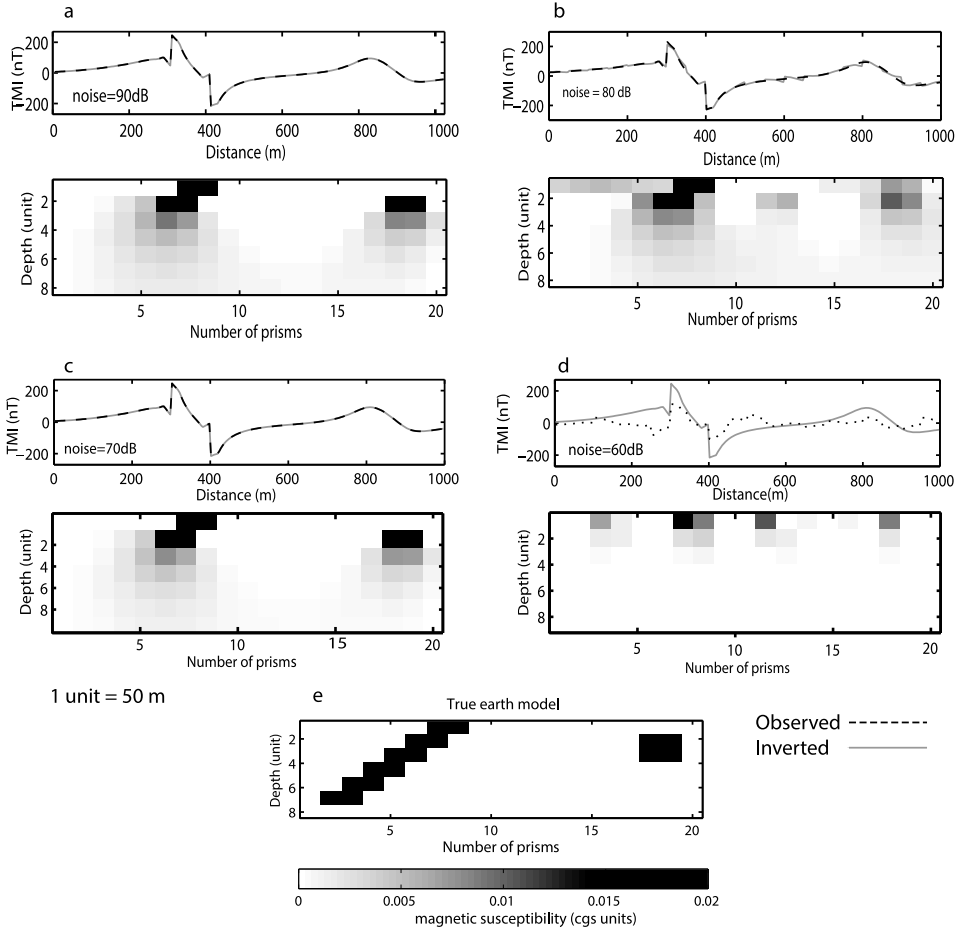 a
TMI (nT)
200
0
−200
noise=90dB
0
200
400
600
800
1000
Distance (m)
Depth (unit)
2
4
6
8
5
10
15
20
Number of prisms
b
TMI (nT)
200
0
−200
noise = 80 dB
0
200
400
600
800
1000
Distance (m)
Depth (unit)
2
4
6
8
5
10
15
20
Number of prisms
c
TMI (nT)
200
0
−200
noise=70dB
0
200
400
600
800
1000
Distance (m)
Depth (unit)
2
4
6
8
5
10
15
20
Number of prisms
d
TMI (nT)
200
0
−200
noise=60dB
0
200
400
600
800
1000
Distance(m)
Depth (unit)
2
4
6
8
5
10
15
20
Number of prisms
1 unit = 50 m
e
True earth model
Depth (unit)
2
4
6
8
5
10
15
20
Number of prisms
Observed
Inverted
0
0.005
0.01
0.015
0.02
magnetic susceptibility (cgs units)